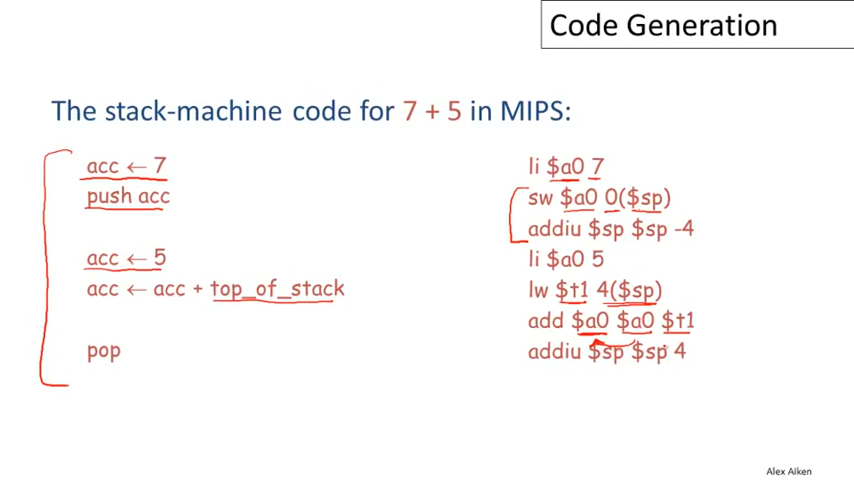 Code Generation
The stack-machine code for 7 + 5 in MIPS:
acc ← 7
push acc
acc ← 5
acc ← acc + top_of_stack
pop
li $a0 7
sw $a0 0($sp)
addiu $sp $sp -4
li $a0 5
lw $t1 4($sp)
add $a0 $a0 $t1
addiu $sp $sp 4
Alex Aiken